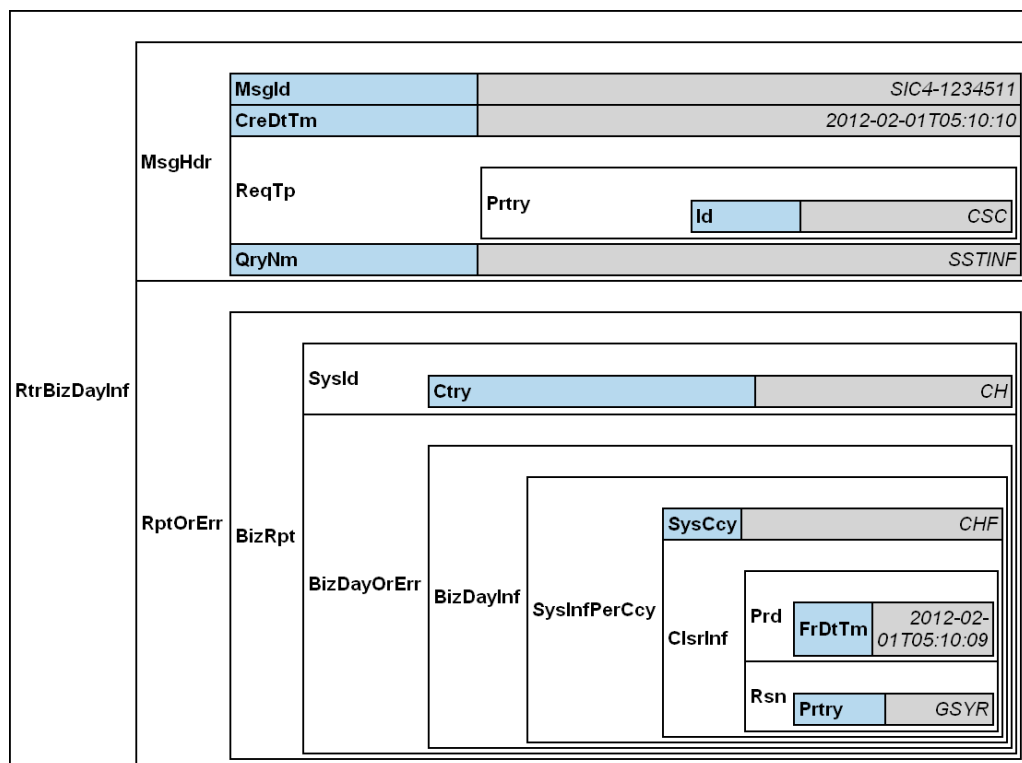 MsgId SIC4-1234511
CreDtTm 2012-02-01T05:10:10
MsgHdr
ReqTp
Prtry
Id CSC
QryNm SSTINF
RtrBizDayInf
SysId
Ctry CH
RptOrErr
BizRpt
BizDayOrErr
BizDayInf
SysInfPerCcy
SysCcy CHF
ClsrInf
Prd
FrDtTm 2012-02-
01T05:10:09
Rsn
Prtry GSYR